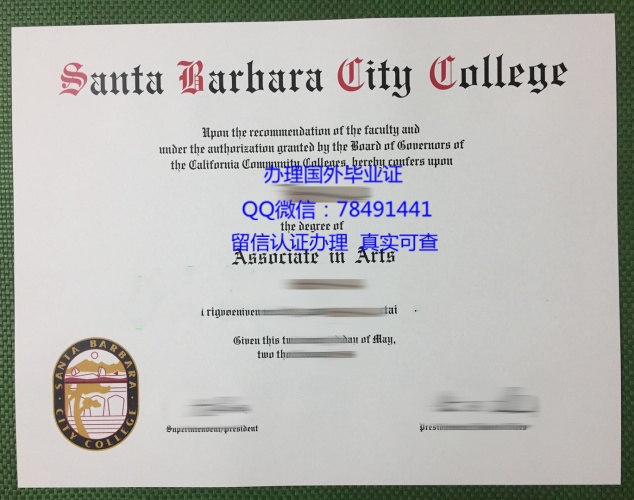 Santa Barbara City College
Upon the recommendation of the faculty and
under the authorization granted by the Board of Governors of
the California Community Colleges, hereby confers upon
办理国外毕业证
QQ微信：78491441
the degree of
留信认证办理 真实可查
Associate in Arts
Given this day of May,
two
Superintendent/President
SANTA BARBARA
CITY COLLEGE